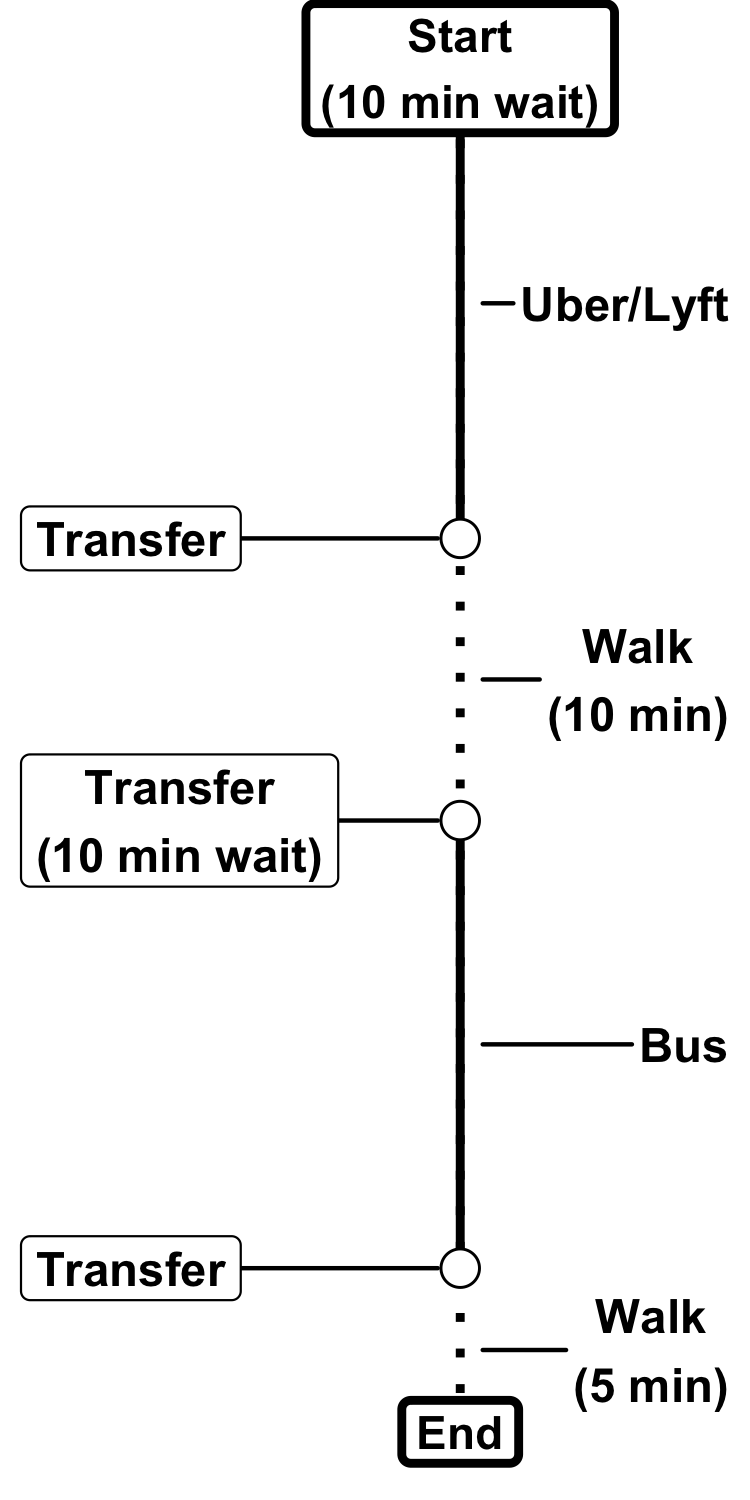 Start
(10 min wait)
Uber/Lyft
Transfer
Walk
(10 min)
Transfer
(10 min wait)
Bus
Transfer
Walk
(5 min)
End